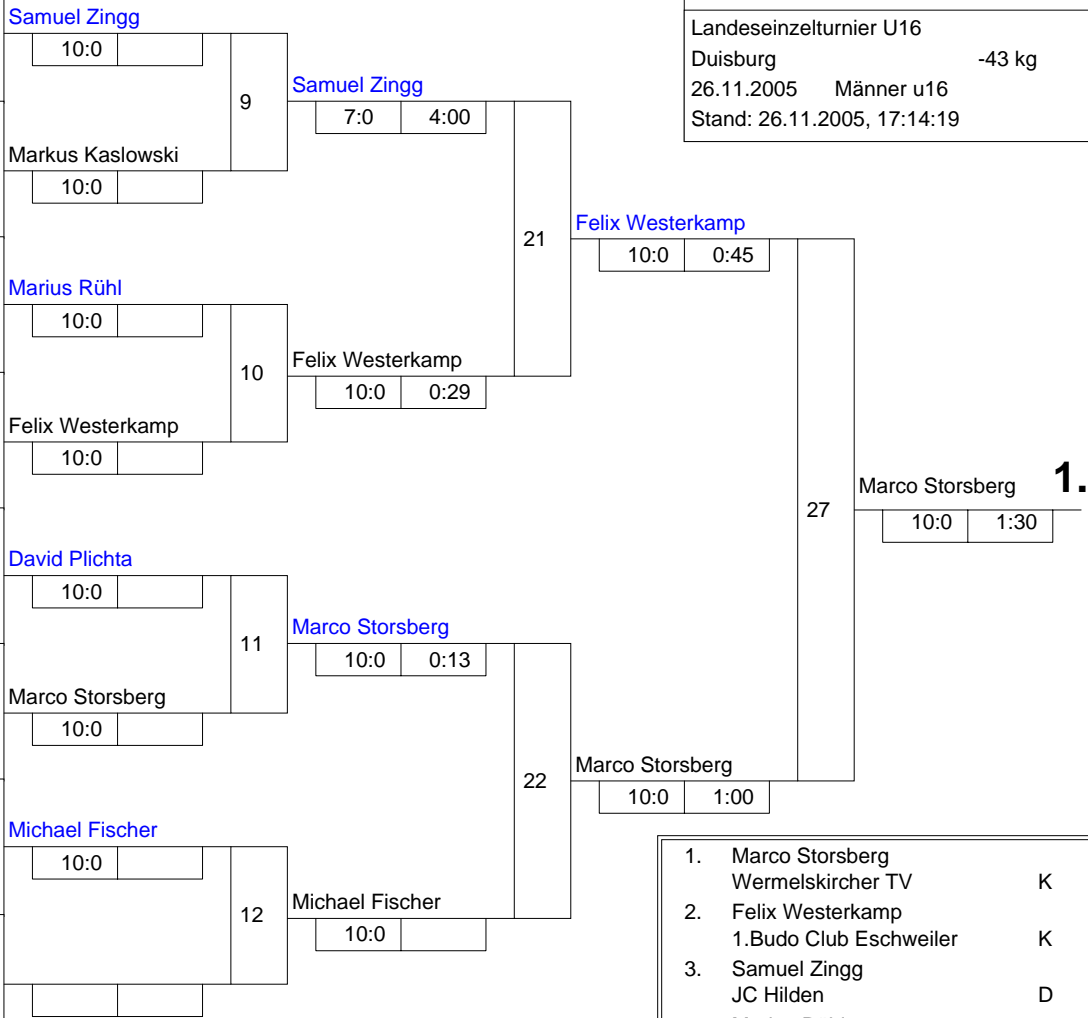 Samuel Zingg
10:0
9
Markus Kaslowski
10:0
Samuel Zingg
7:0 4:00
Marius Rühl
10:0
10
Felix Westerkamp
10:0
Felix Westerkamp
10:0 0:29
21
Felix Westerkamp
10:0 0:45
David Plichta
10:0
11
Marco Storsberg
10:0
Marco Storsberg
10:0 0:13
Michael Fischer
10:0
12
Michael Fischer
10:0
22
Marco Storsberg
10:0 1:00
27
Marco Storsberg 1.
10:0 1:30
Landeseinzelturnier U16
Duisburg -43 kg
26.11.2005 Männer u16
Stand: 26.11.2005, 17:14:19
1. Marco Storsberg
Wermelskircher TV K
2. Felix Westerkamp
1.Budo Club Eschweiler K
3. Samuel Zingg
JC Hilden D